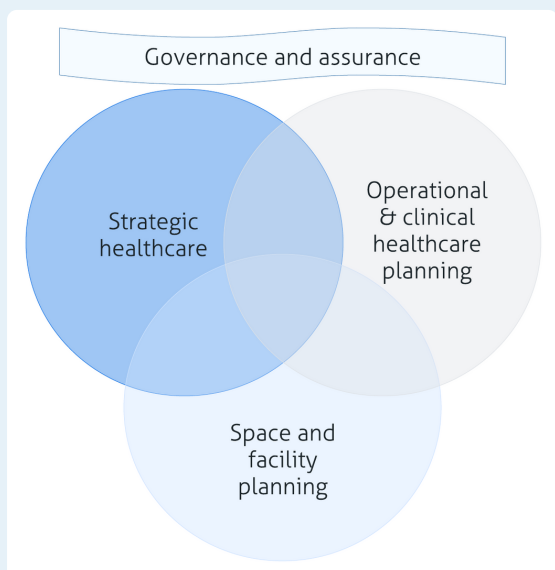 Governance and assurance
Strategic
healthcare
Operational
& clinical
healthcare
planning
Space and
facility
planning